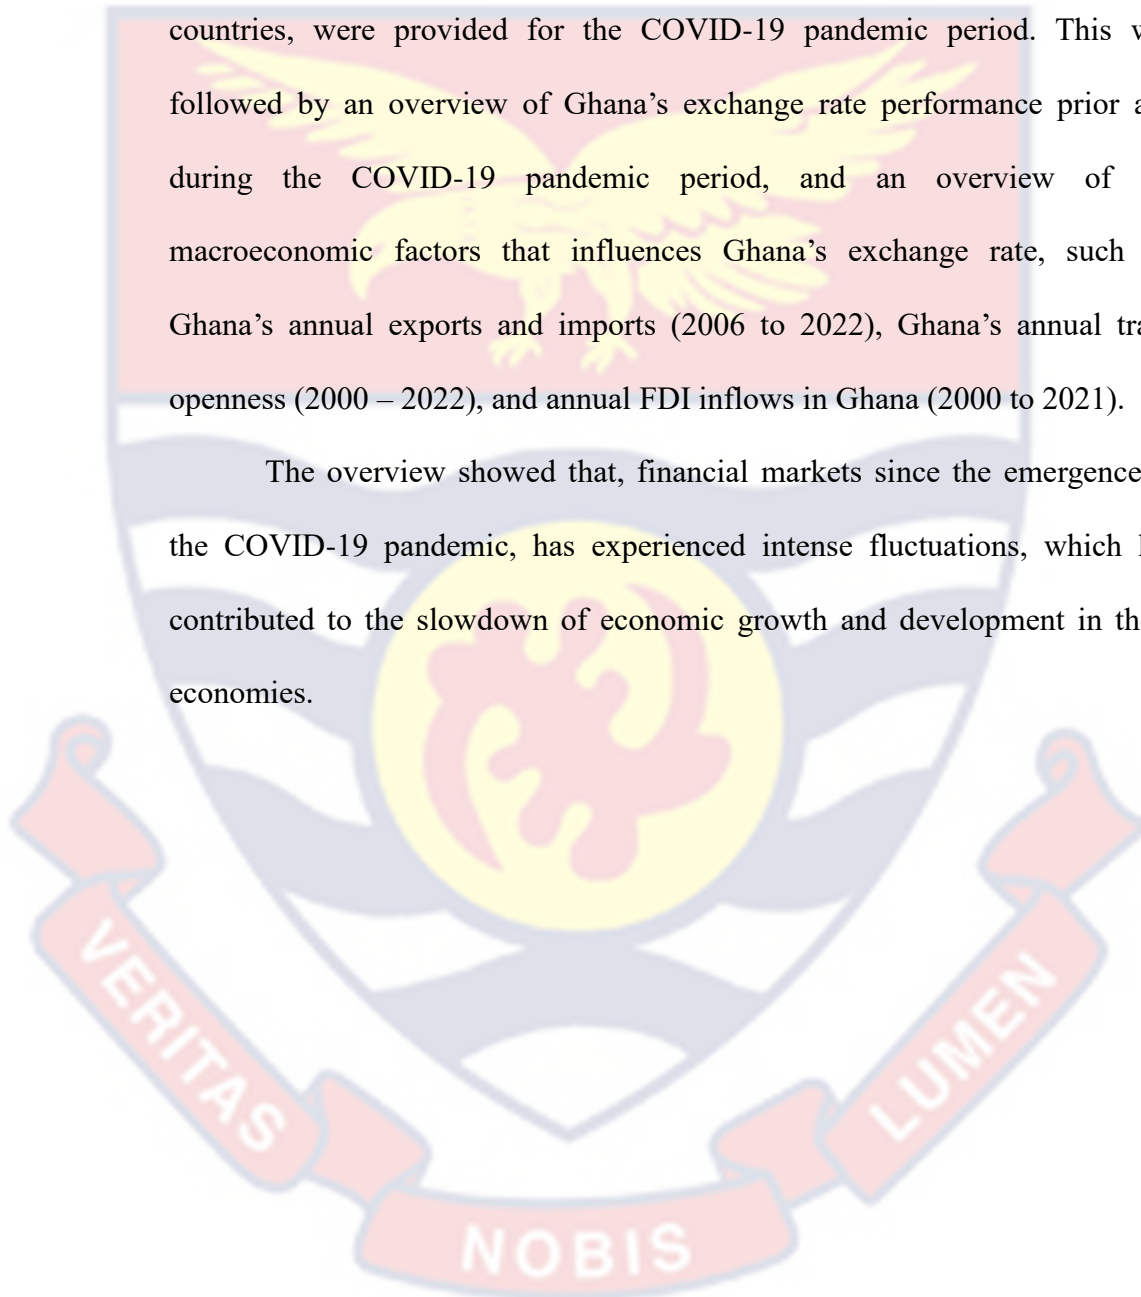 countries, were provided for the COVID-19 pandemic period. This
followed by an overview of Ghana’s exchange rate performance prior
during the COVID-19 pandemic period, and an overview of
macroeconomic factors that influences Ghana’s exchange rate, such
Ghana’s annual exports and imports (2006 to 2022), Ghana’s annual
openness (2000 – 2022), and annual FDI inflows in Ghana (2000 to 2021).
The overview showed that, financial markets since the emergence
the COVID-19 pandemic, has experienced intense fluctuations, which
contributed to the slowdown of economic growth and development in
economies.
VERITAS
NOBIS
LUMEN